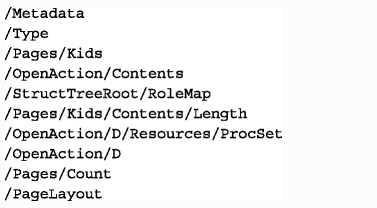 /Metadata
/Type
/Pages/Kids
/OpenAction/Contents
/StructTreeRoot/RoleMap
/Pages/Kids/Contents/Length
/OpenAction/D/Resources/ProcSet
/OpenAction/D
/Pages/Count
/PageLayout